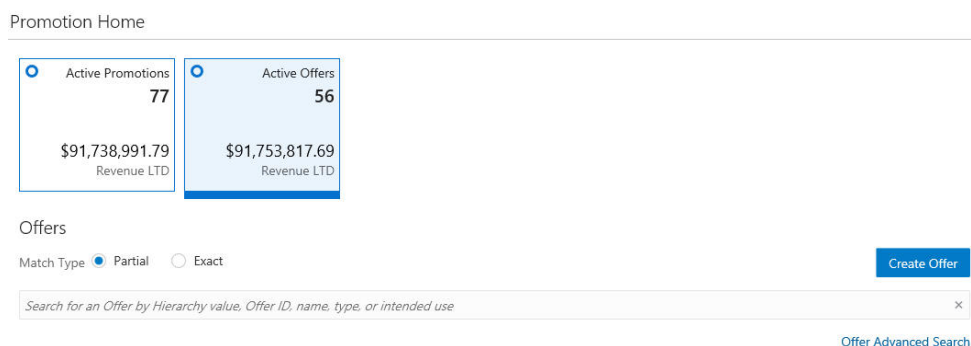 Promotion Home
Active Promotions
77
$91,738,991.79
Revenue LTD
Active Offers
56
$91,753,817.69
Revenue LTD
Offers
Match Type Partial Exact
Create Offer
Search for an Offer by Hierarchy value, Offer ID, name, type, or intended use
Offer Advanced Search